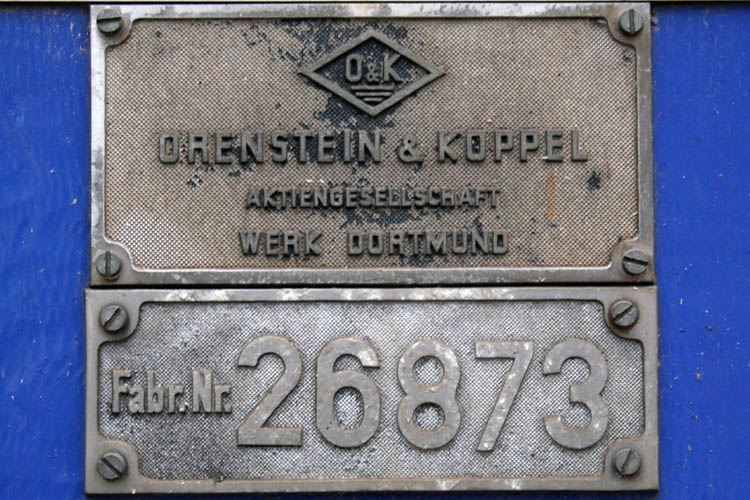 O&K
ORENSTEIN & KOPPEL
AKTIENGESELLSCHAFT
WERK DORTMUND
Fabr.Nr. 26873